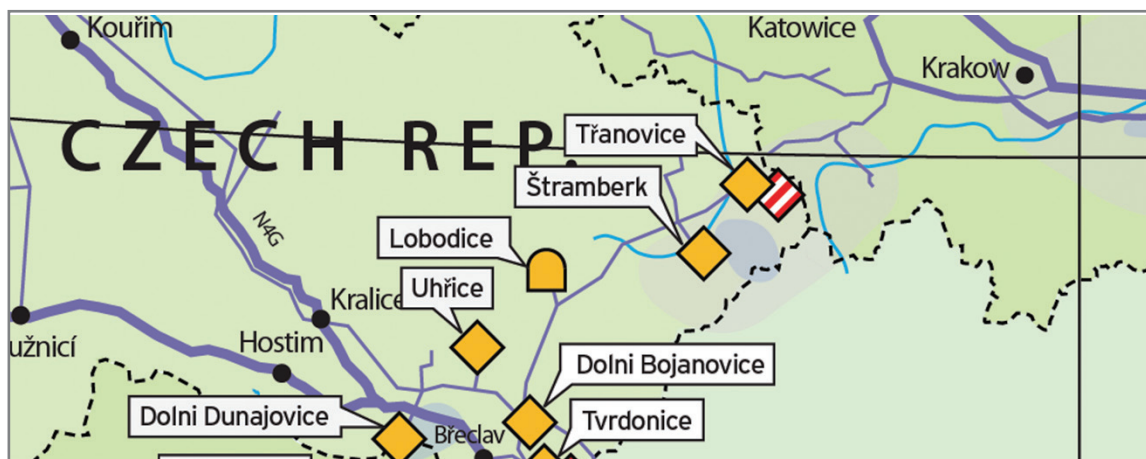 Kouřim
Katowice
Krakow
CZECH REP
Třanovice
Štramberk
N4G
Lobodice
Uhřice
Kralice
užnicí
Hostim
Dolni Bojanovice
Dolni Dunajovice
Tvrdonice
Břeclav